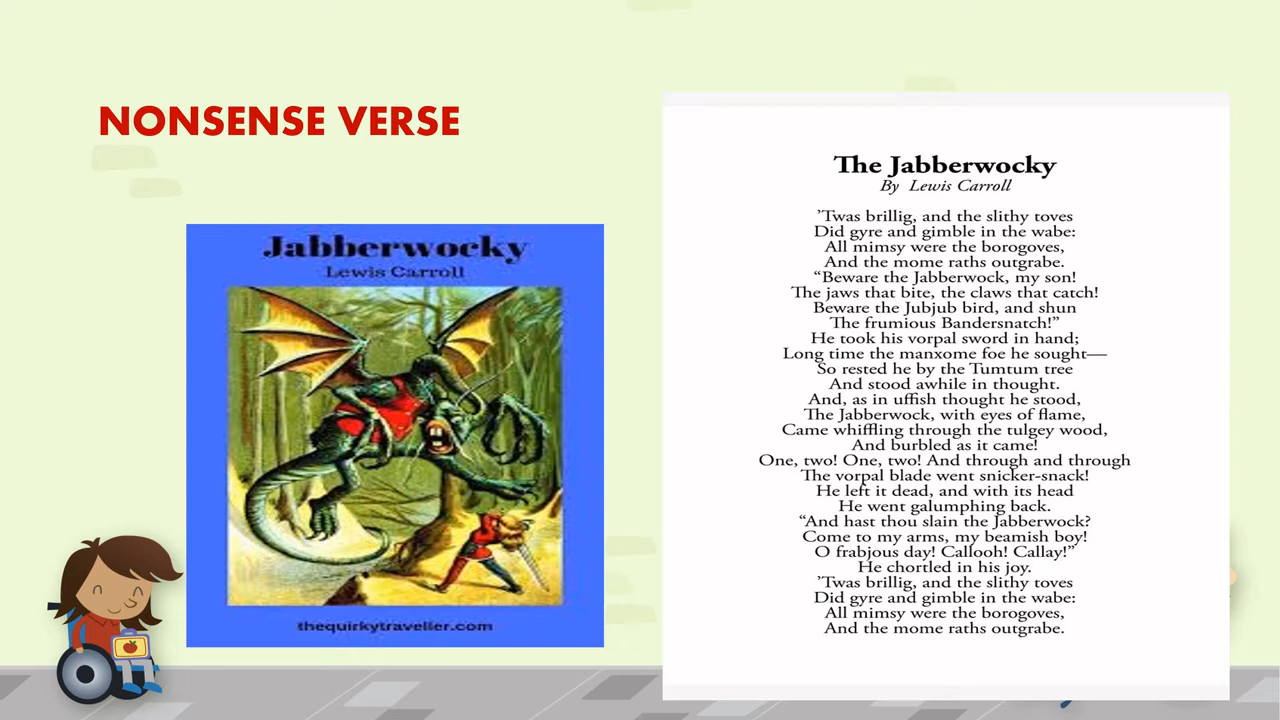 NONSENSE VERSE
Jabberwocky
Lewis Carroll
thequirkytraveller.com
The Jabberwocky
By Lewis Carroll
’Twas brillig, and the slithy toves
Did gyre and gimble in the wabe:
All mimsy were the borogoves,
And the mome raths outgrabe.
“Beware the Jabberwock, my son!
The jaws that bite, the claws that catch!
Beware the Jubjub bird, and shun
The frumious Bandersnatch!”
He took his vorpal sword in hand;
Long time the manxome foe he sought—
So rested he by the Tumtum tree
And stood awhile in thought.
And, as in uffish thought he stood,
The Jabberwock, with eyes of flame,
Came whiffling through the tulgey wood,
And burbled as it came!
One, two! One, two! And through and through
The vorpal blade went snicker-snack!
He left it dead, and with its head
He went galumphing back.
“And hast thou slain the Jabberwock?
Come to my arms, my beamish boy!
O frabjous day! Callooh! Callay!”
He chortled in his joy.
’Twas brillig, and the slithy toves
Did gyre and gimble in the wabe:
All mimsy were the borogoves,
And the mome raths outgrabe.